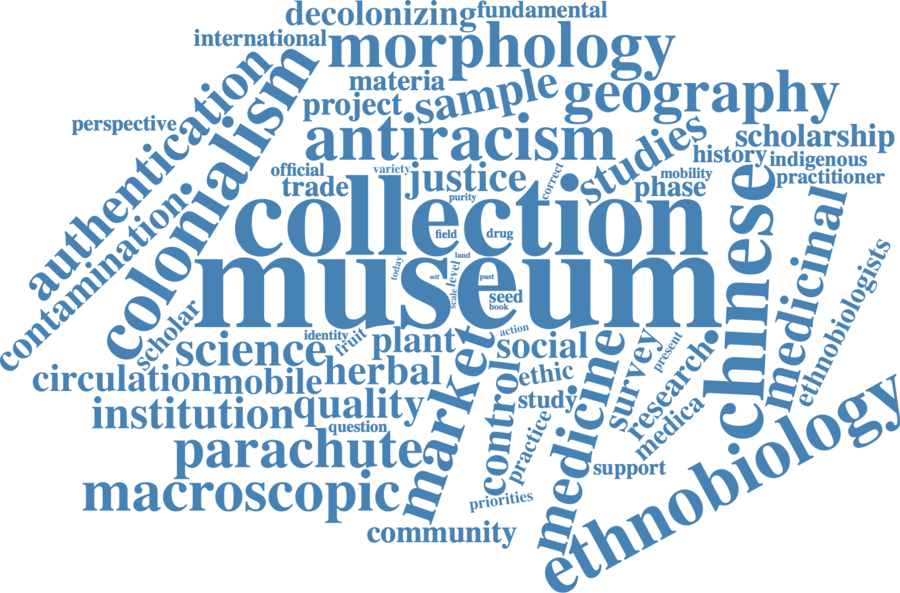 decolonizing
fundamental
international
morphology
materia
authentication
colonialism
project
sample
geography
perspective
antiracism
studies
scholarship
history
indigenous
official
variety
trade
justice
correct
mobility
phase
practitioner
purity
collection
field
drug
chinese
medicinal
contamination
land
today
level
self
past
museum
scale
seed
book
ethnobiologists
scholar
identity
fruit
action
science
plant
market
social
survey
present
circulation
mobile
herbal
control
ethic
research
institution
quality
study
medicine
medica
question
practice
parachute
support
macroscopic
priorities
community
ethnobiology